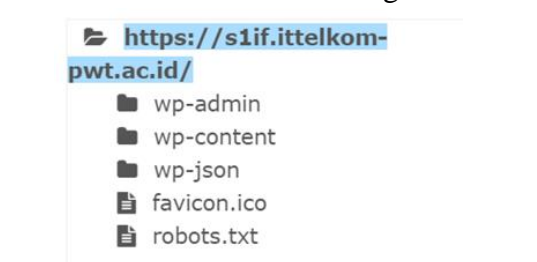 https://s1if.ittelkom-
pwt.ac.id/
wp-admin
wp-content
wp-json
favicon.ico
robots.txt